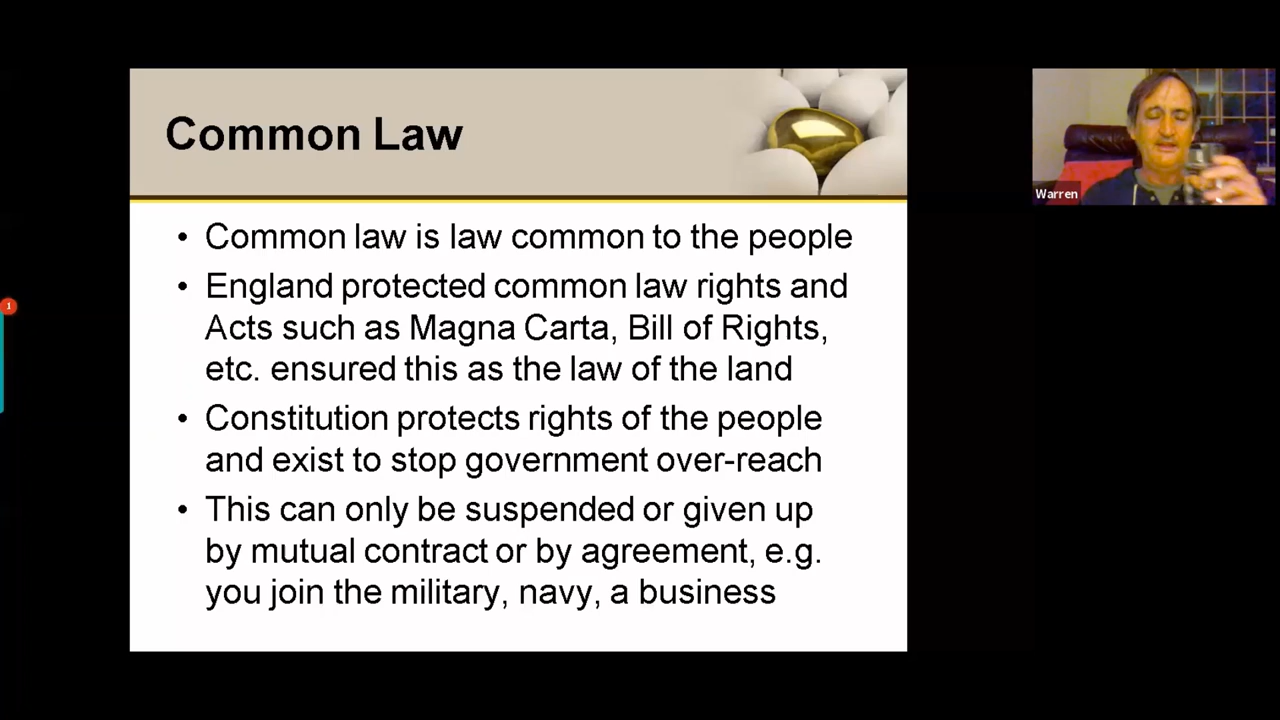 Common Law
• Common law is law common to the people
• England protected common law rights and
Acts such as Magna Carta, Bill of Rights,
etc. ensured this as the law of the land
• Constitution protects rights of the people
and exist to stop government over-reach
• This can only be suspended or given up
by mutual contract or by agreement, e.g.
you join the military, navy, a business
Warren
1